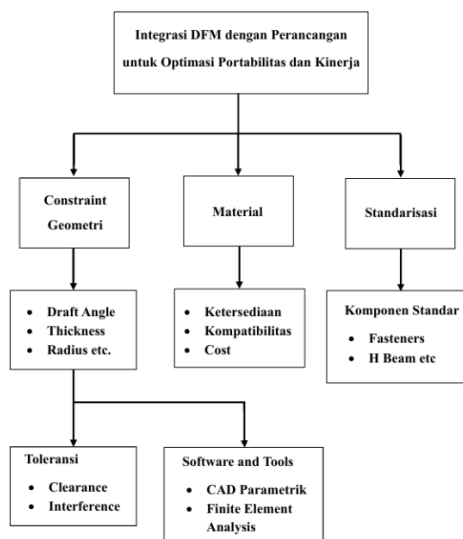 Integrasi DFM dengan Perancangan
untuk Optimasi Portabilitas dan Kinerja
Constraint
Geometri
Material
Standarisasi
• Draft Angle
• Thickness
• Radius etc.
• Ketersediaan
• Kompatibilitas
• Cost
Komponen Standar
• Fasteners
• H Beam etc
Toleransi
• Clearance
• Interference
Software and Tools
• CAD Parametrik
• Finite Element
Analysis